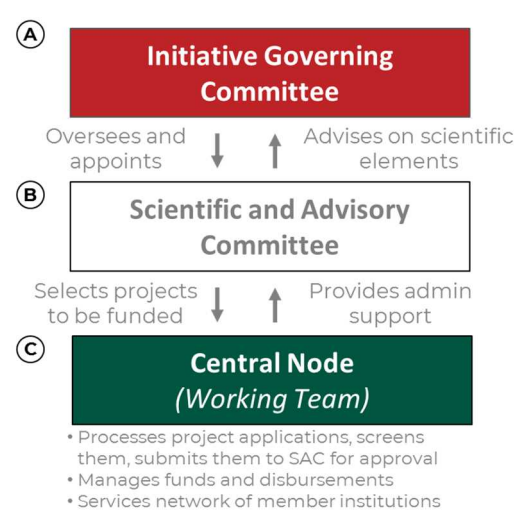 A
Initiative Governing
Committee
Oversees and
appoints
Advises on scientific
elements
B
Scientific and Advisory
Committee
Selects projects
to be funded
Provides admin
support
C
Central Node
(Working Team)
• Processes project applications, screens
them, submits them to SAC for approval
• Manages funds and disbursements
• Services network of member institutions